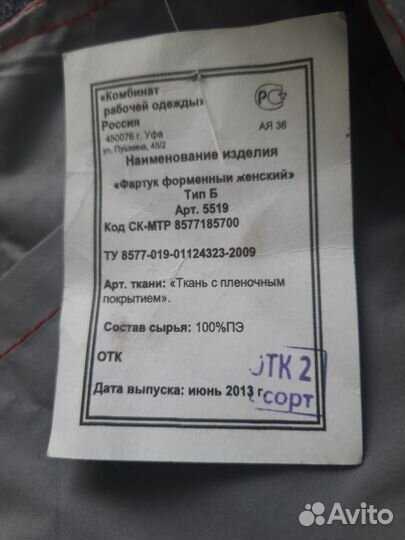 «Комбинат
рабочей одежды»
Россия
450076 г. Уфа
ул. Пушкина, 45/2
РС
АЯ 36
Наименование изделия
«Фартук форменный женский»
Тип Б
Арт. 5519
Код СК-МТР 8577185700
ТУ 8577-019-01124323-2009
Арт. ткани: «Ткань с пленочным
покрытием».
Состав сырья: 100%ПЭ
ОТК
Дата выпуска: июнь 2013 г
ОТК 2
сорт
Avito